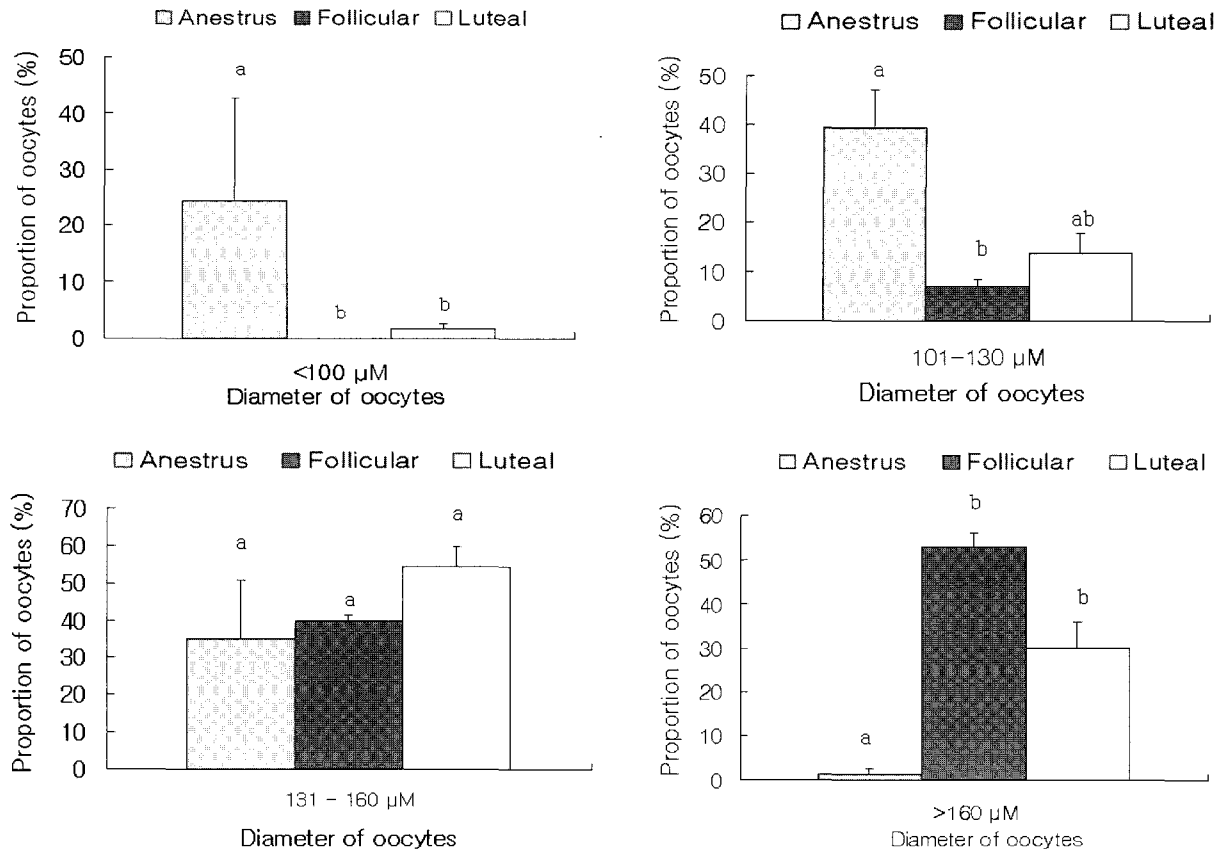 Anestrus Follicular Luteal
Proportion of oocytes (%)
50
40
30
20
10
0
a
b
b
<100 µM
Diameter of oocytes
Anestrus Follicular Luteal
Proportion of oocytes (%)
50
40
30
20
10
0
a
b
ab
101-130 µM
Diameter of oocytes
Anestrus Follicular Luteal
Proportion of oocytes (%)
70
60
50
40
30
20
10
0
a
a
a
131 - 160 µM
Diameter of oocytes
Anestrus Follicular Luteal
Proportion of oocytes (%)
60
50
40
30
20
10
0
a
b
b
>160 µM
Diameter of oocytes